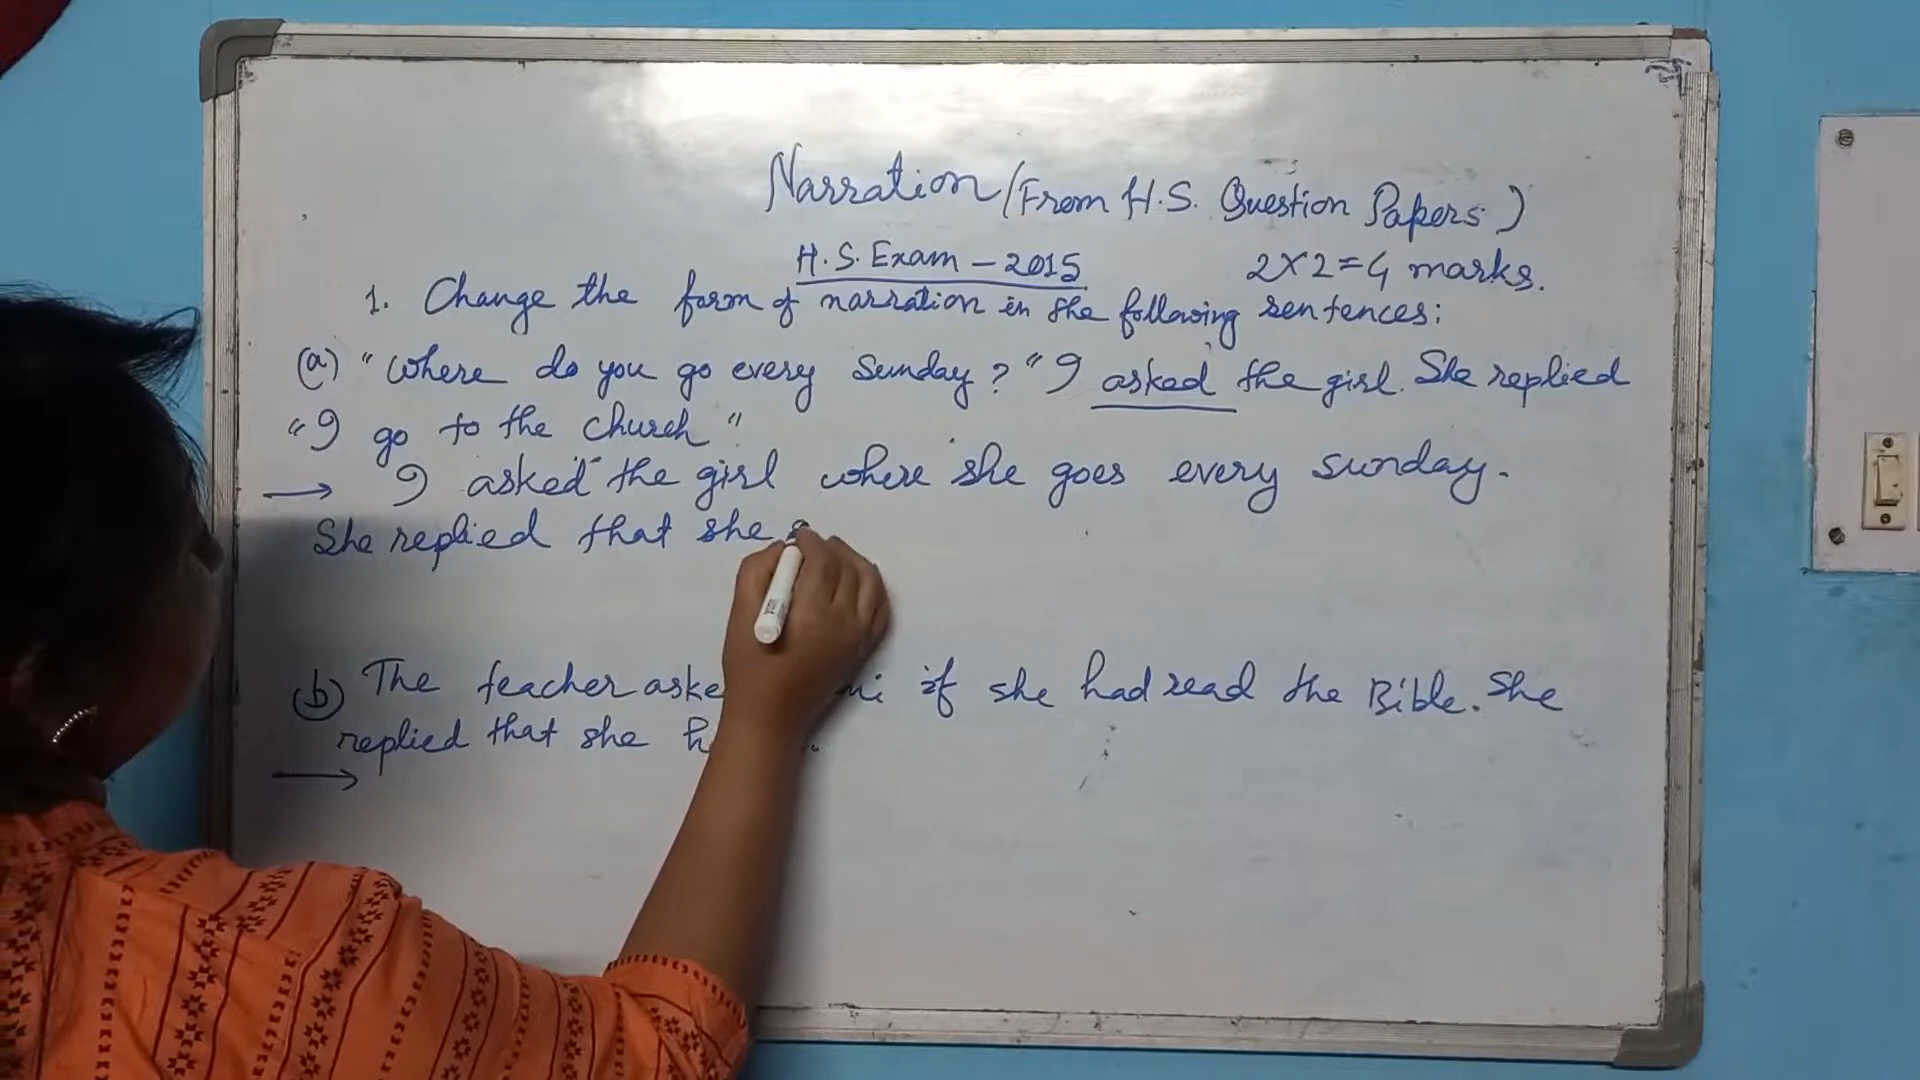 Narration (From H.S. Question Papers)
H.S. Exam - 2015
2×2=4 marks.
1. Change the form of narration in the following sentences:
(a) "Where do you go every Sunday?" I asked the girl. She replied
"I go to the church"
→ I asked the girl where she goes every sunday.
She replied that she
(b) The teacher if she had read the Bible. She
replied that she
→